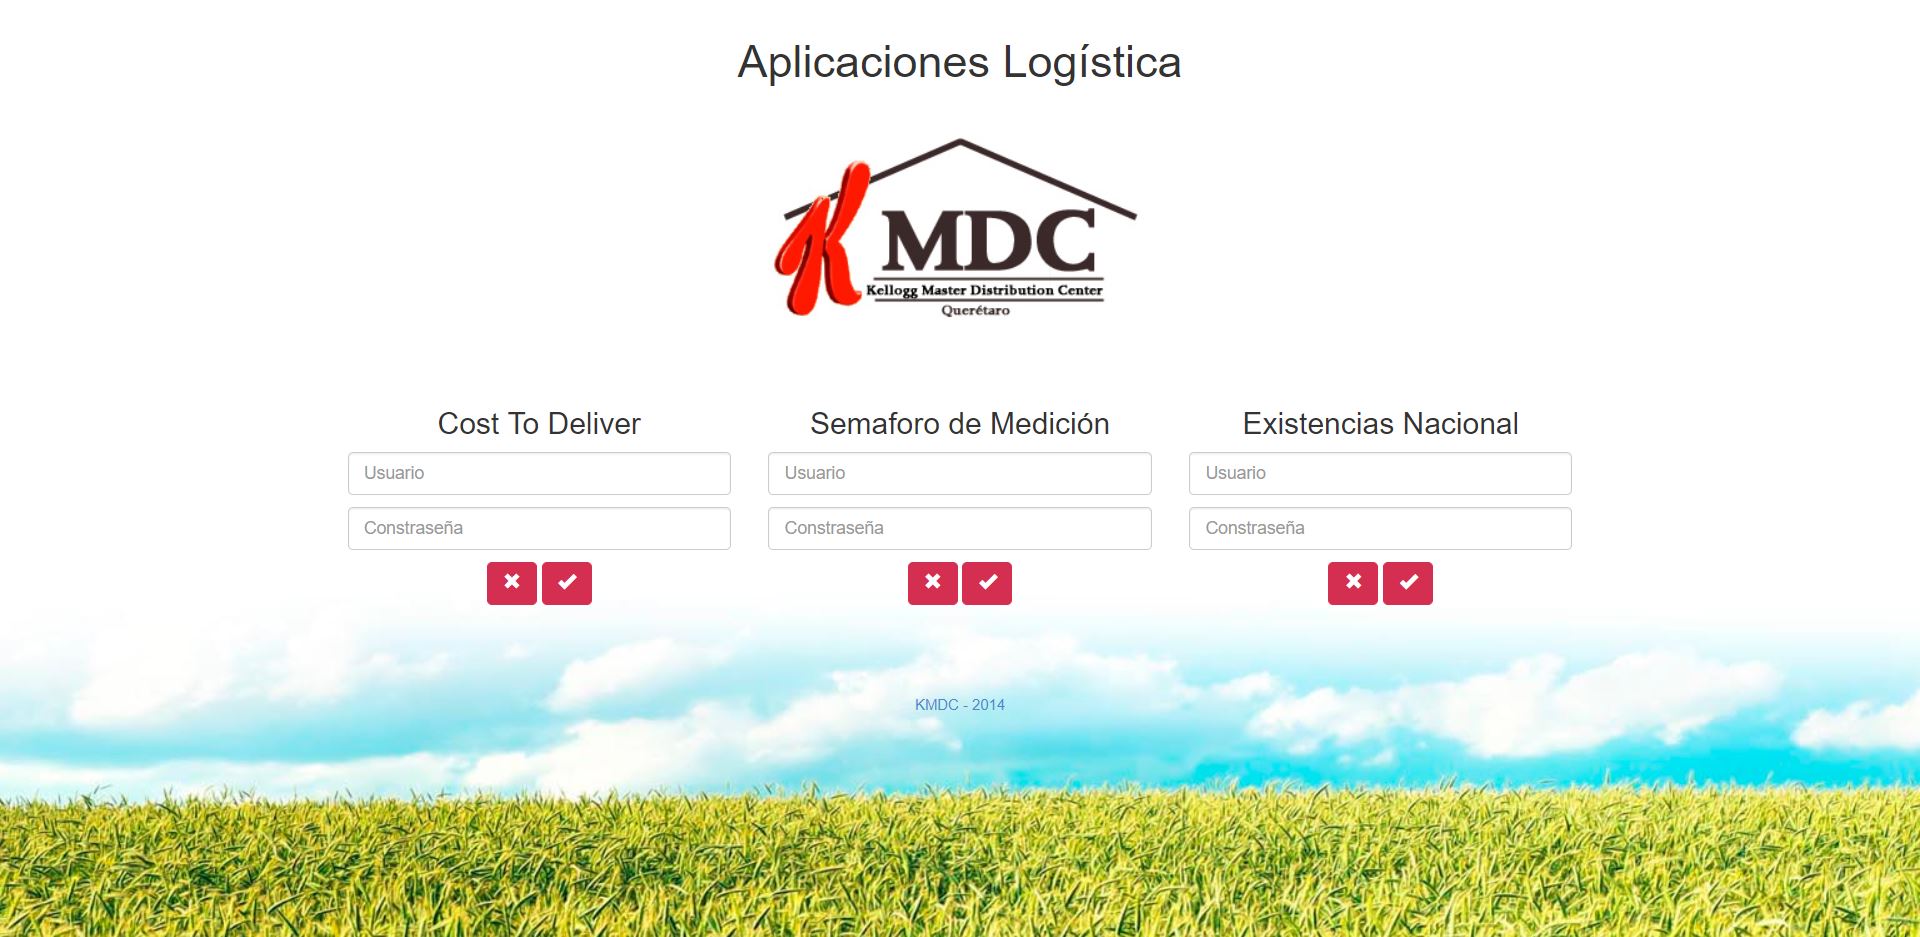 Aplicaciones Logística
K MDC
Kellogg Master Distribution Center
Querétaro
Cost To Deliver
Usuario
Constraseña
Semaforo de Medición
Usuario
Constraseña
Existencias Nacional
Usuario
Constraseña
KMDC - 2014